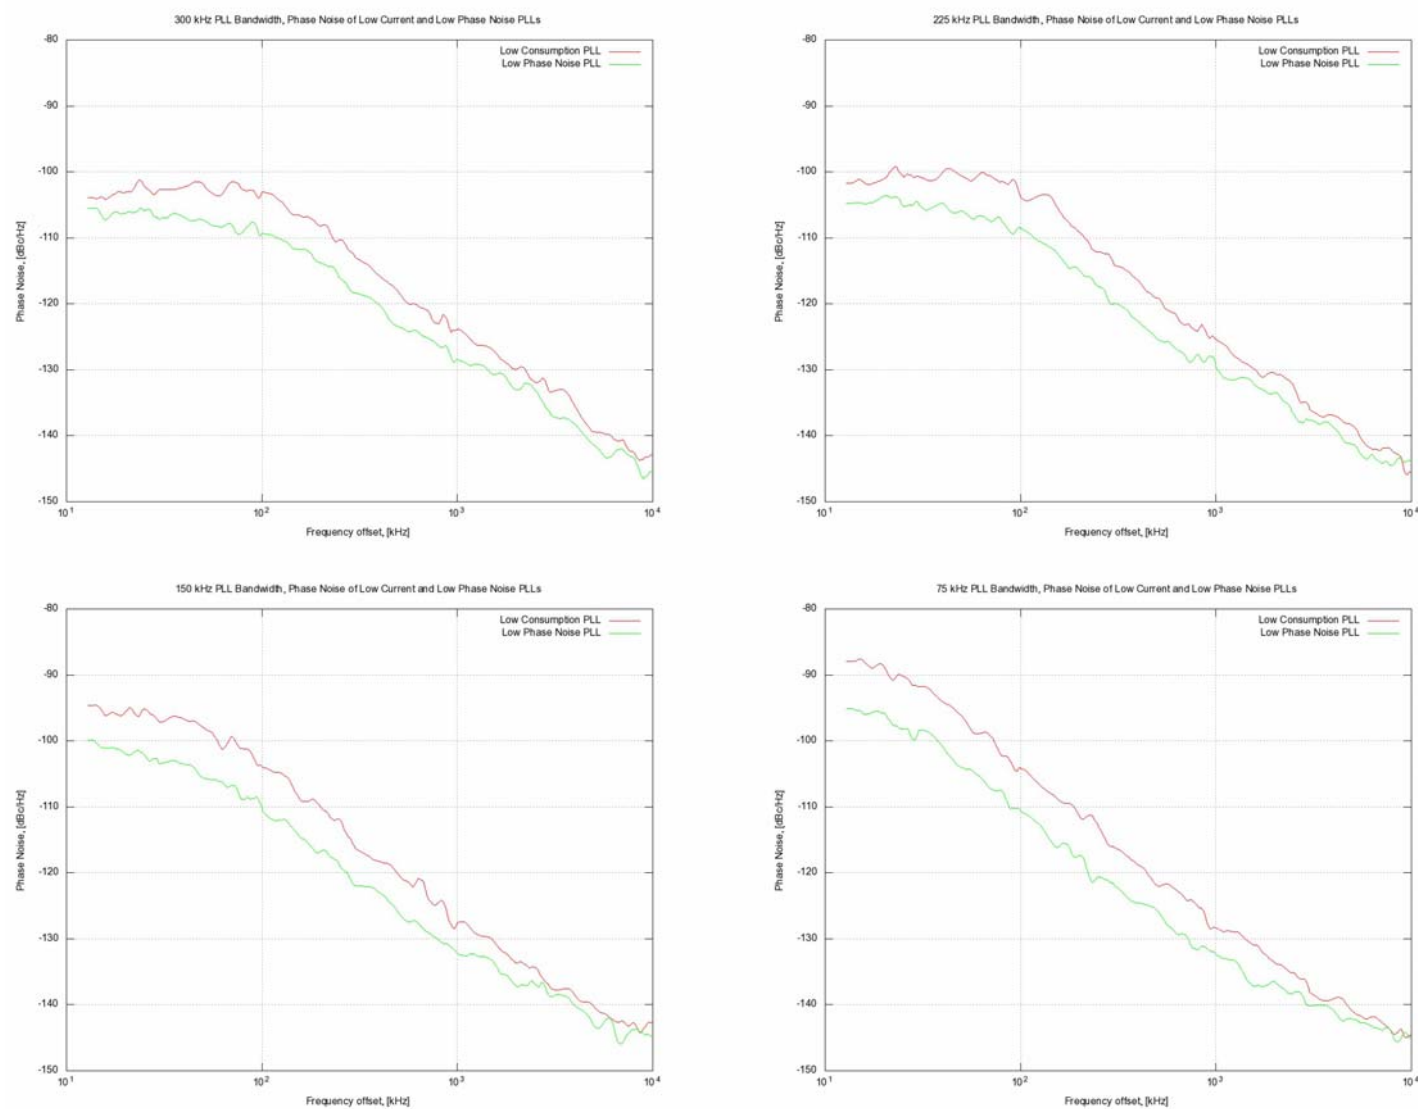 300 kHz PLL Bandwidth, Phase Noise of Low Current and Low Phase Noise PLLs
-80
-90
-100
-110
-120
-130
-140
-150
Phase Noise, [dBc/Hz]
Low Consumption PLL
Low Phase Noise PLL
10¹
10²
10³
10⁴
Frequency offset, [kHz]
225 kHz PLL Bandwidth, Phase Noise of Low Current and Low Phase Noise PLLs
-80
-90
-100
-110
-120
-130
-140
-150
Phase Noise, [dBc/Hz]
Low Consumption PLL
Low Phase Noise PLL
10¹
10²
10³
10⁴
Frequency offset, [kHz]
150 kHz PLL Bandwidth, Phase Noise of Low Current and Low Phase Noise PLLs
-80
-90
-100
-110
-120
-130
-140
-150
Phase Noise, [dBc/Hz]
Low Consumption PLL
Low Phase Noise PLL
10¹
10²
10³
10⁴
Frequency offset, [kHz]
75 kHz PLL Bandwidth, Phase Noise of Low Current and Low Phase Noise PLLs
-80
-90
-100
-110
-120
-130
-140
-150
Phase Noise, [dBc/Hz]
Low Consumption PLL
Low Phase Noise PLL
10¹
10²
10³
10⁴
Frequency offset, [kHz]